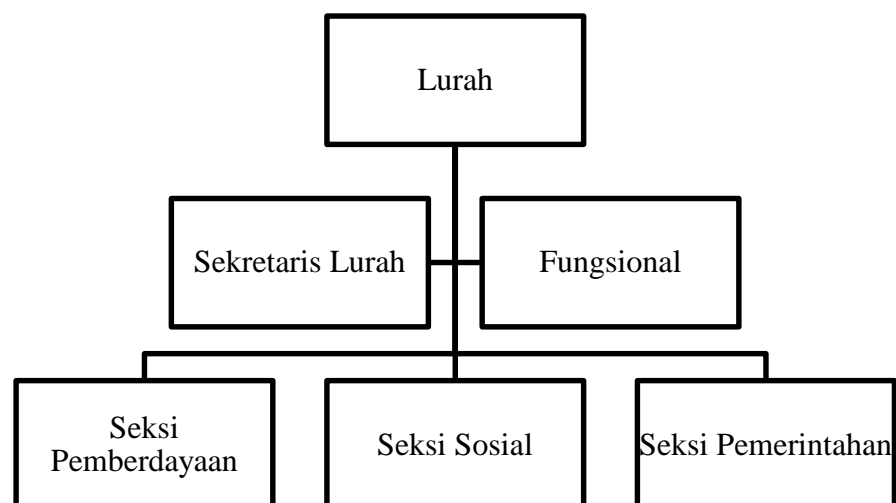 Lurah
Sekretaris Lurah
Fungsional
Seksi
Pemberdayaan
Seksi Sosial
Seksi Pemerintahan